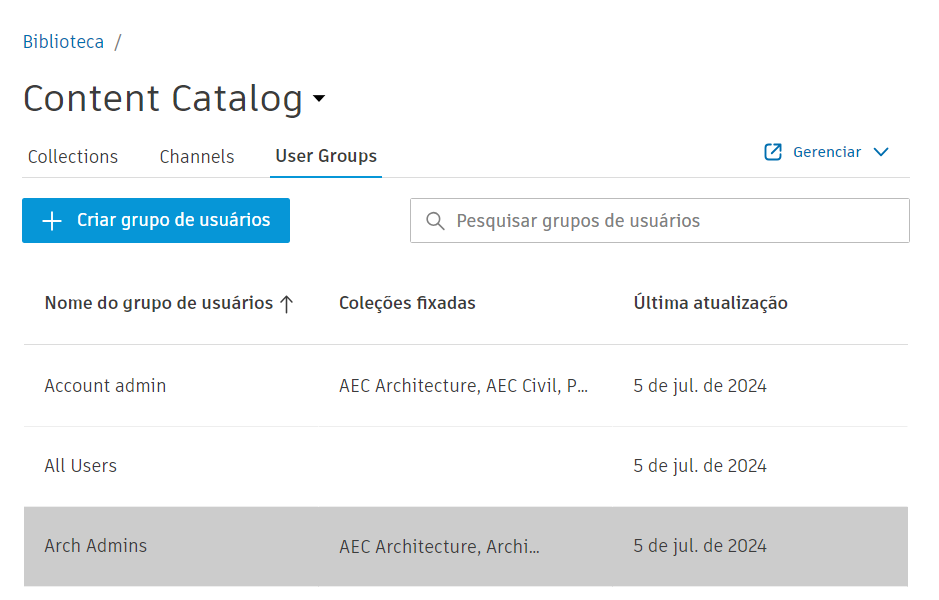 Biblioteca /
Content Catalog
Collections Channels User Groups Gerenciar
Criar grupo de usuários Pesquisar grupos de usuários
Nome do grupo de usuários Coleções fixadas Última atualização
Account admin AEC Architecture, AEC Civil, P... 5 de jul. de 2024
All Users 5 de jul. de 2024
Arch Admins AEC Architecture, Archi... 5 de jul. de 2024